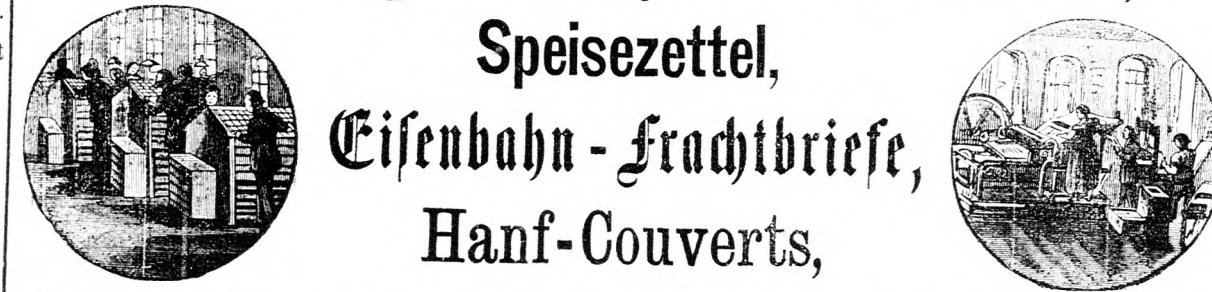 Speisezettel,
Eiſenbahn - Frachtbriefe,
Hanf-Couverts,